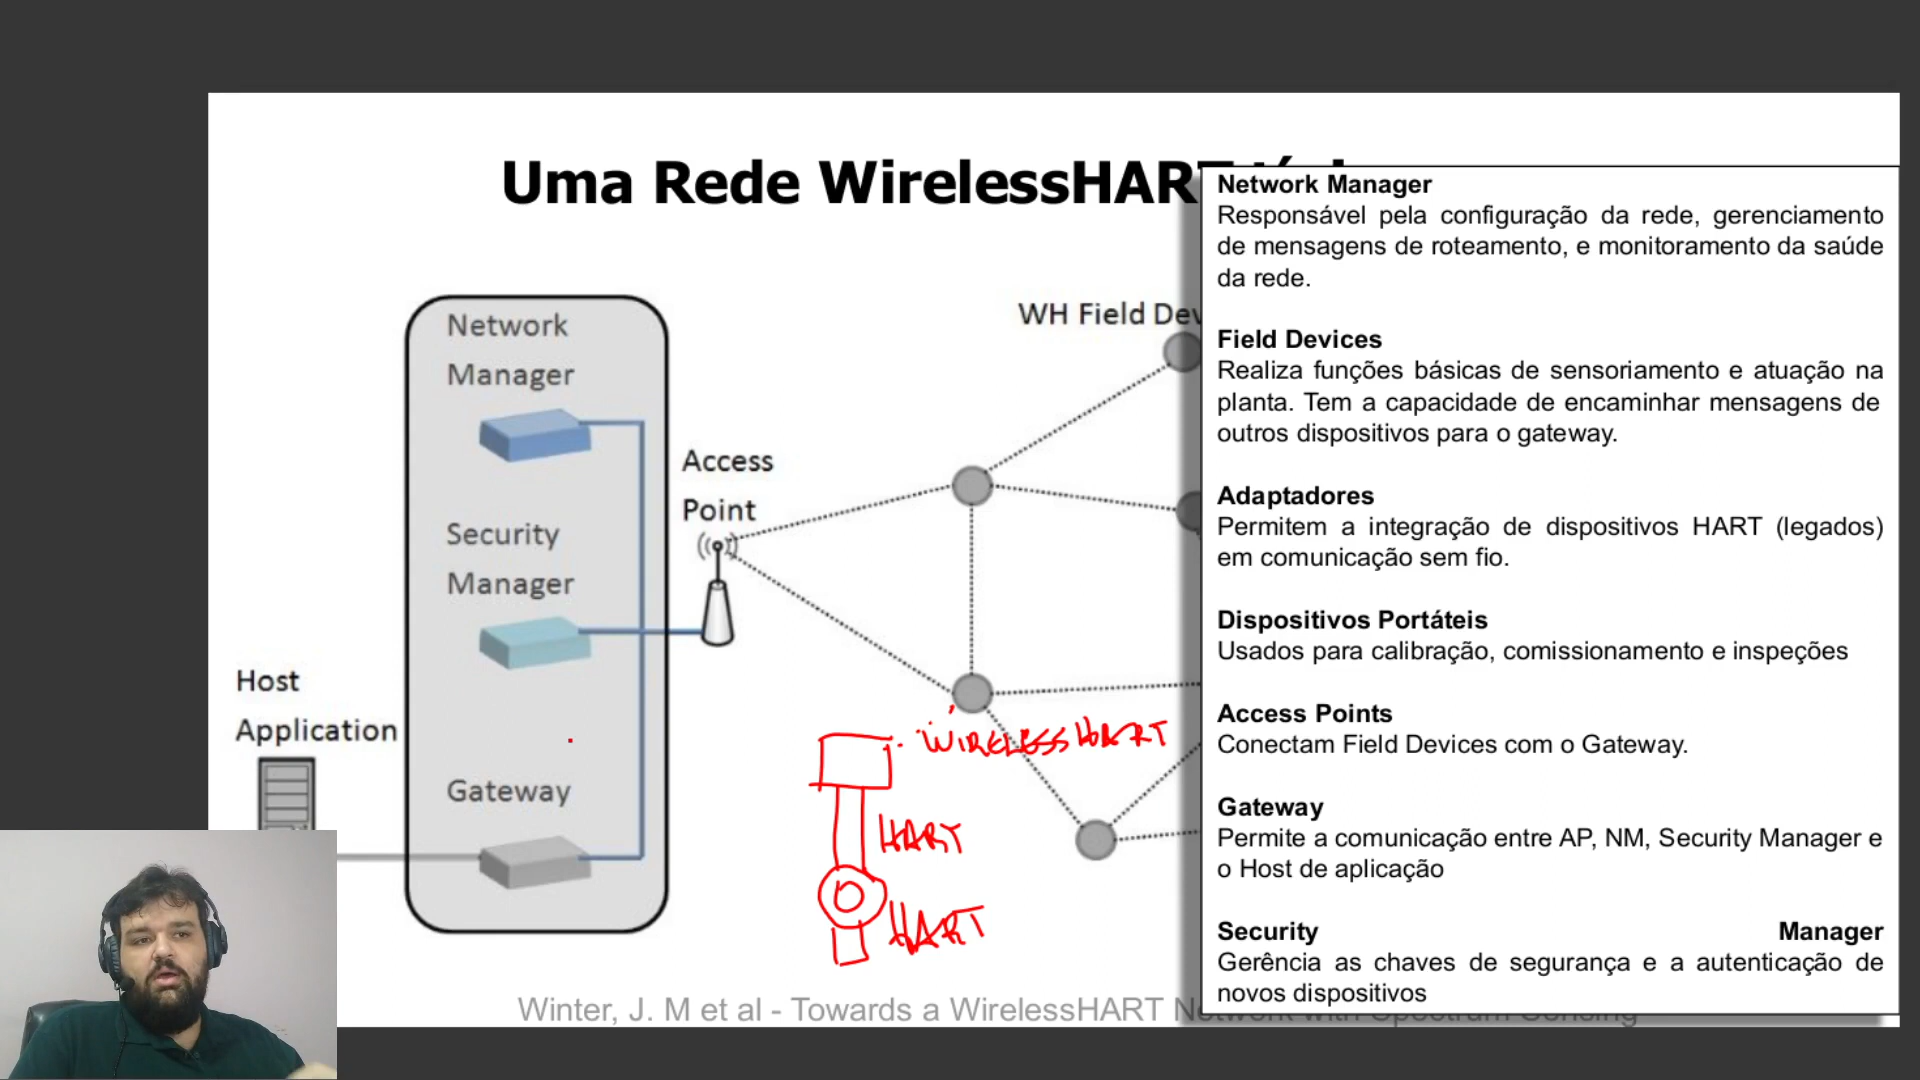 Uma Rede WirelessHART
Network
Manager
Security
Manager
Gateway
Host
Application
Access
Point
WH Field Dev
WIRELESSHART
HART
HART
Winter, J. M et al - Towards a WirelessHART Network with Spectrum Sensing
Network Manager
Responsável pela configuração da rede, gerenciamento
de mensagens de roteamento, e monitoramento da saúde
da rede.
Field Devices
Realiza funções básicas de sensoriamento e atuação na
planta. Tem a capacidade de encaminhar mensagens de
outros dispositivos para o gateway.
Adaptadores
Permitem a integração de dispositivos HART (legados)
em comunicação sem fio.
Dispositivos Portáteis
Usados para calibração, comissionamento e inspeções
Access Points
Conectam Field Devices com o Gateway.
Gateway
Permite a comunicação entre AP, NM, Security Manager e
o Host de aplicação
Security Manager
Gerência as chaves de segurança e a autenticação de
novos dispositivos